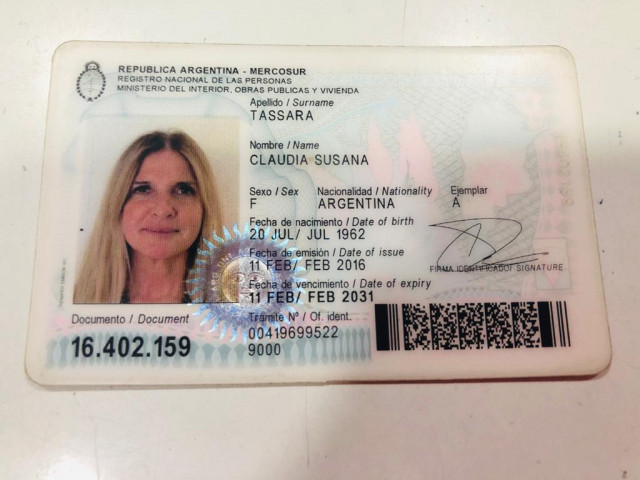 REPUBLICA ARGENTINA - MERCOSUR
REGISTRO NACIONAL DE LAS PERSONAS
MINISTERIO DEL INTERIOR, OBRAS PUBLICAS Y VIVIENDA
Apellido / Surname
TASSARA
Nombre / Name
CLAUDIA SUSANA
Sexo / Sex Nacionalidad / Nationality Ejemplar
F ARGENTINA A
Fecha de nacimiento / Date of birth
20 JUL/ JUL 1962
Fecha de emisión / Date of issue
11 FEB/ FEB 2016
FIRMA IDENTIFICADO/ SIGNATURE
Fecha de vencimiento / Date of expiry
11 FEB/ FEB 2031
Documento / Document
16.402.159
Trámite Nº / Of. ident.
00419699522
9000